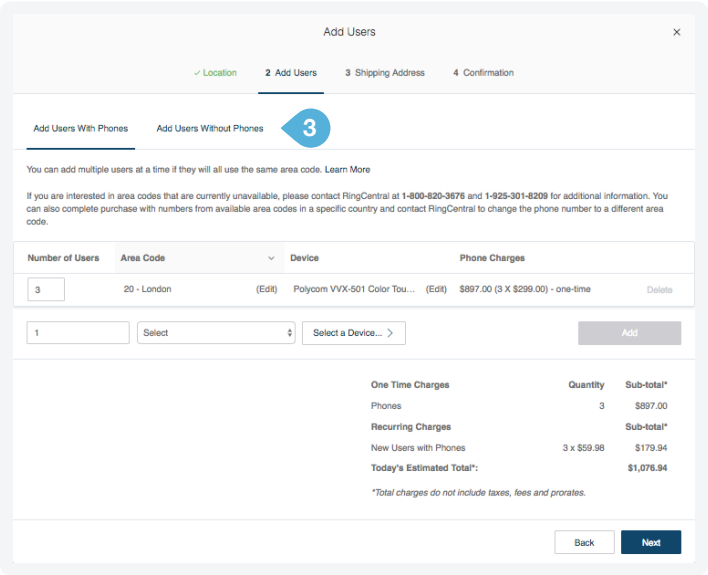 Add Users
×
✓ Location 2 Add Users 3 Shipping Address 4 Confirmation
Add Users With Phones Add Users Without Phones 3
You can add multiple users at a time if they will all use the same area code. Learn More
If you are interested in area codes that are currently unavailable, please contact RingCentral at 1-800-820-3676 and 1-925-301-8209 for additional information. You
can also complete purchase with numbers from available area codes in a specific country and contact RingCentral to change the phone number to a different area
code.
Number of Users Area Code Device Phone Charges
3 20 - London (Edit) Polycom VVX-501 Color Tou... (Edit) $897.00 (3 X $299.00) - one-time Delete
1 Select Select a Device... > Add
One Time Charges Quantity Sub-total*
Phones 3 $897.00
Recurring Charges Sub-total*
New Users with Phones 3 x $59.98 $179.94
Today's Estimated Total*: $1,076.94
*Total charges do not include taxes, fees and prorates.
Back Next